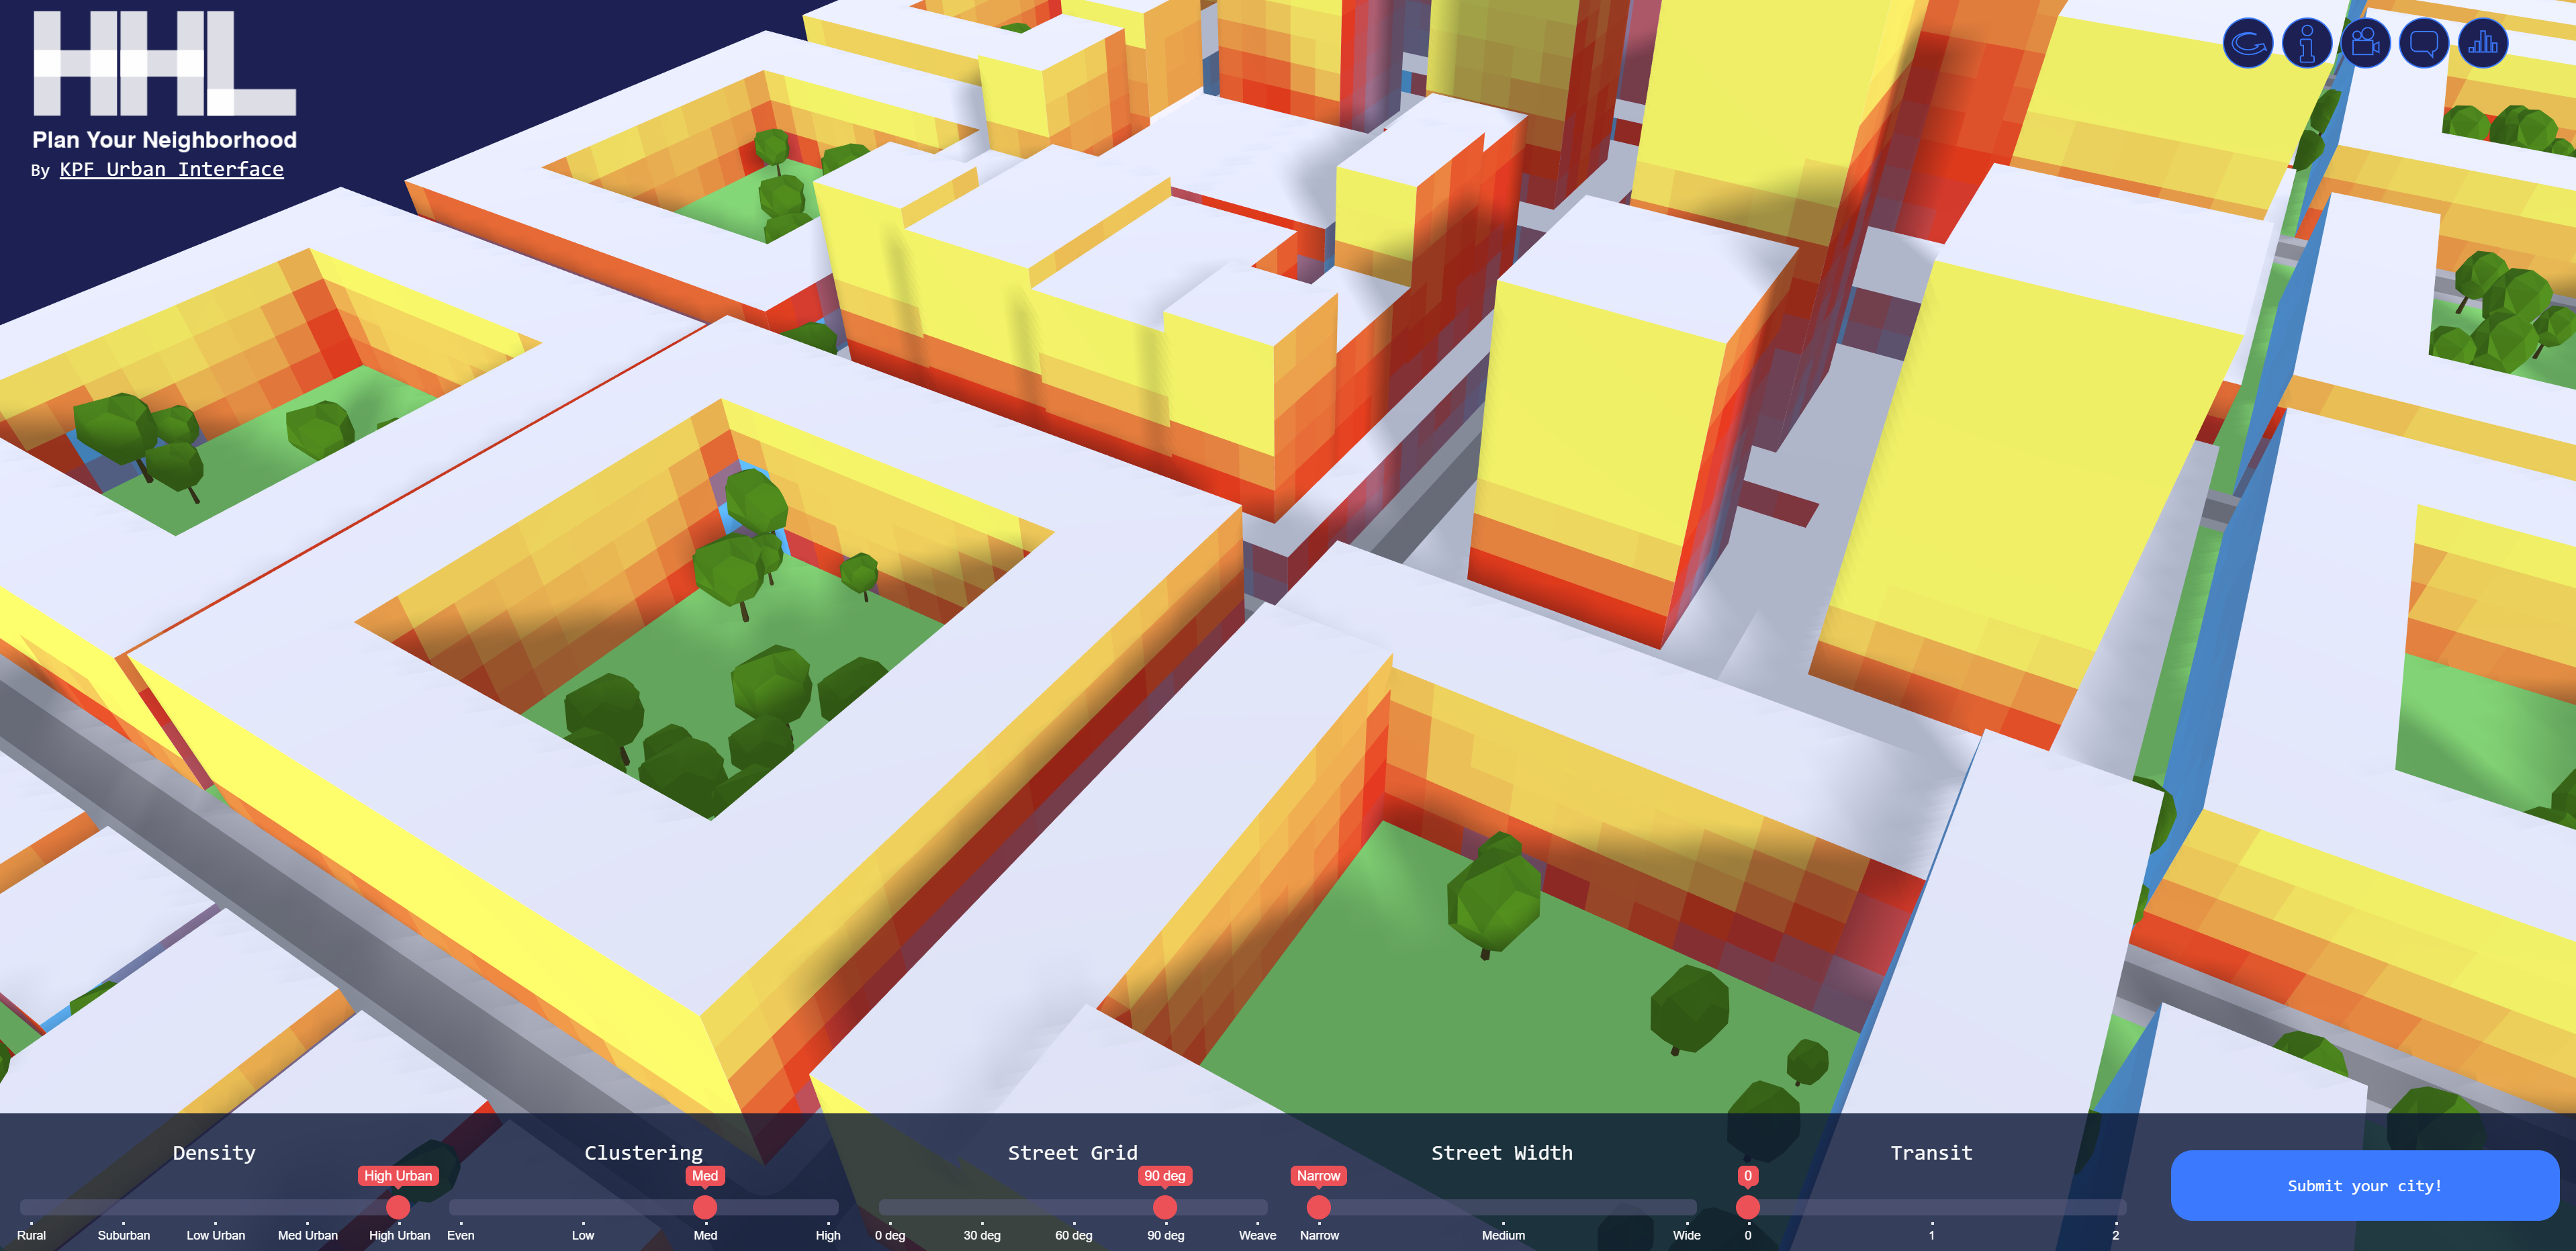 HHL
Plan Your Neighborhood
By KPF Urban Interface
Density
Clustering
Street Grid
Street Width
Transit
High Urban
Med
90 deg
Narrow
0
Submit your city!
Rural Suburban Low Urban Med Urban High Urban
Even Low Med High
0 deg 30 deg 60 deg 90 deg Weave
Narrow Medium Wide
0 1 2